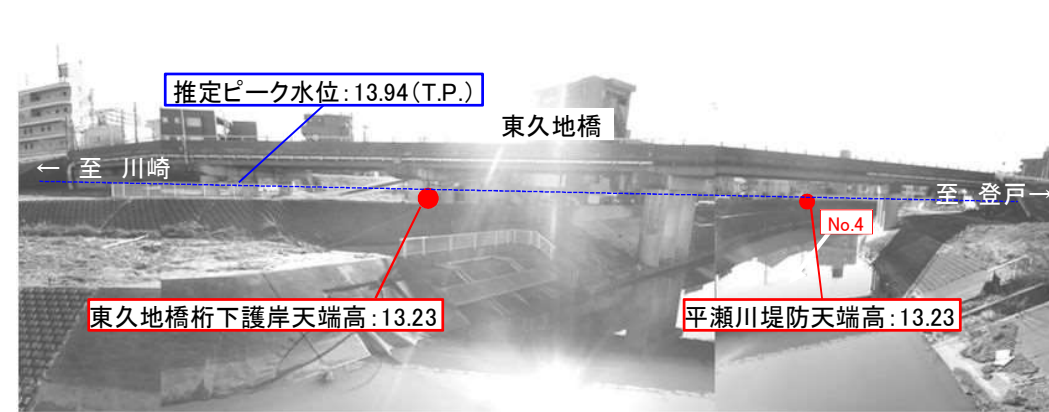 推定ピーク水位:13.94(T.P.)
東久地橋
← 至 川崎
至 登戸→
No.4
東久地橋桁下護岸天端高:13.23
平瀬川堤防天端高:13.23